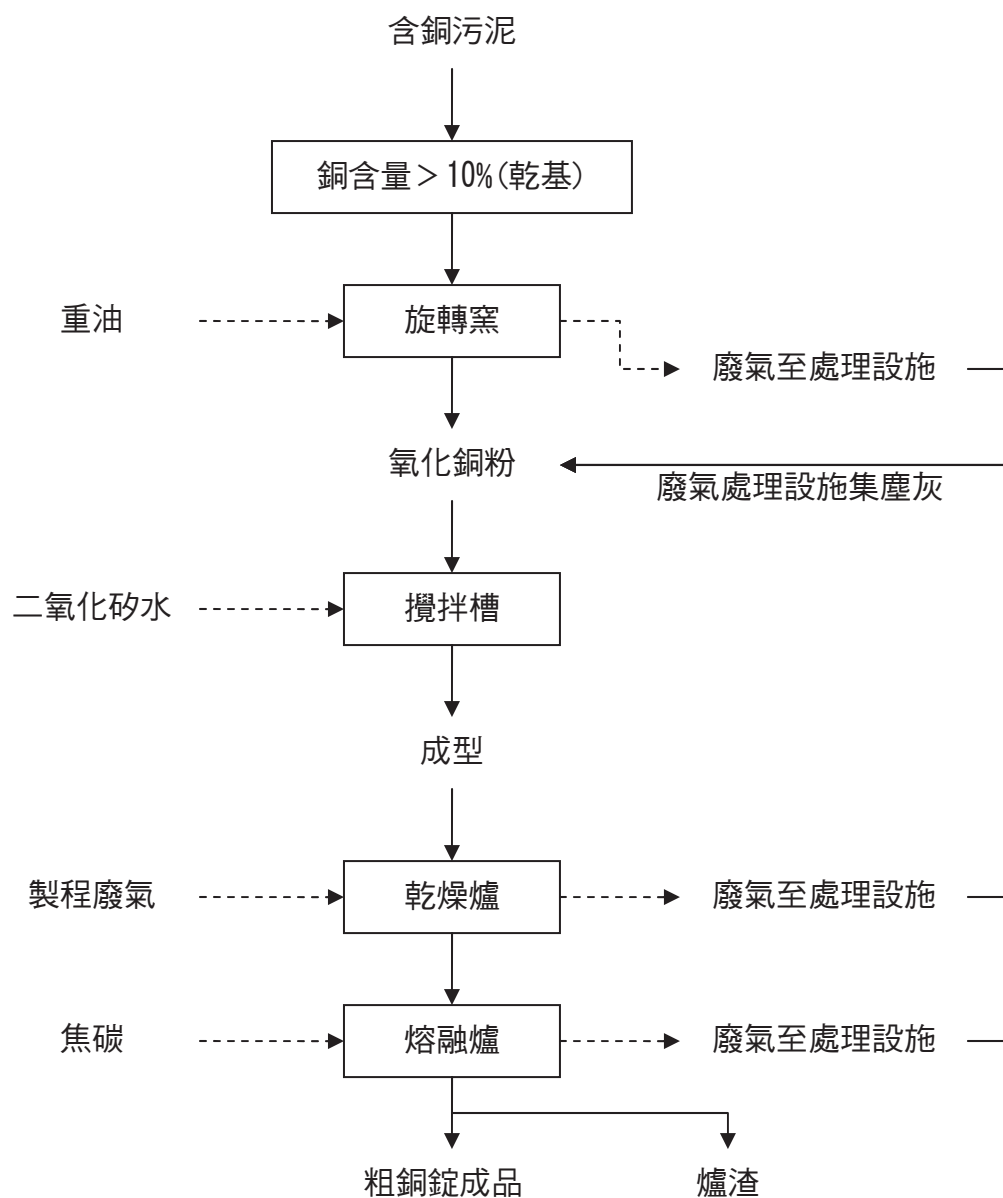 含銅污泥
銅含量＞10%(乾基)
重油
旋轉窯
廢氣至處理設施
氧化銅粉
廢氣處理設施集塵灰
二氧化矽水
攪拌槽
成型
製程廢氣
乾燥爐
廢氣至處理設施
焦碳
熔融爐
廢氣至處理設施
粗銅錠成品
爐渣